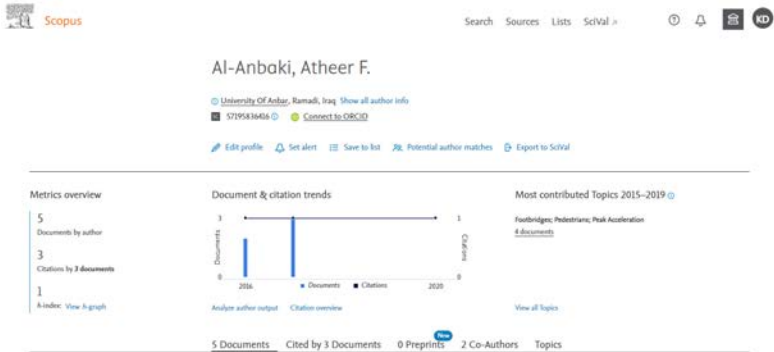 Scopus
Search Sources Lists SciVal
KD
Al-Anbaki, Atheer F.
University Of Anbar, Ramadi, Iraq Show all author info
57195836416
Connect to ORCID
Edit profile Set alert Save to list Potential author matches Export to SciVal
Metrics overview
5
Documents by author
3
Citations by 3 documents
1
h-index: View h-graph
Document & citation trends
3
Documents
0
2016
2020
1
Citations
0
Documents Citations
Analyze author output Citation overview
Most contributed Topics 2015–2019
Footbridges; Pedestrians; Peak Acceleration
4 documents
View all Topics
5 Documents Cited by 3 Documents 0 Preprints New 2 Co-Authors Topics